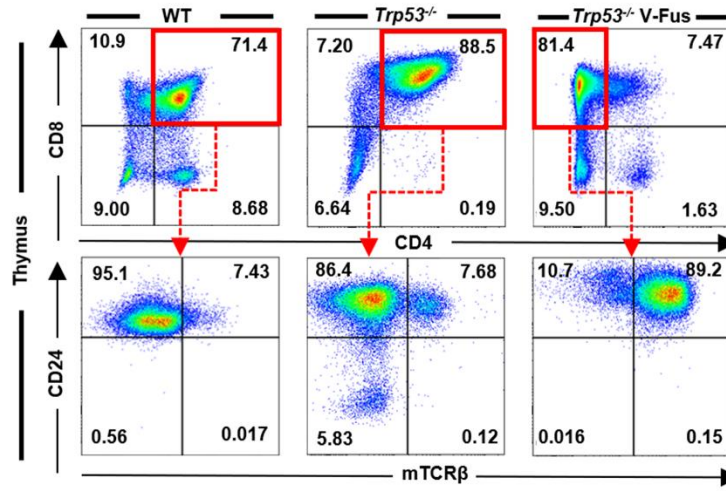 WT
Trp53-/-
Trp53-/- V-Fus
10.9 71.4
7.20 88.5
81.4 7.47
CD8
9.00 8.68
6.64 0.19
9.50 1.63
CD4
Thymus
95.1 7.43
86.4 7.68
10.7 89.2
CD24
0.56 0.017
5.83 0.12
0.016 0.15
mTCRβ